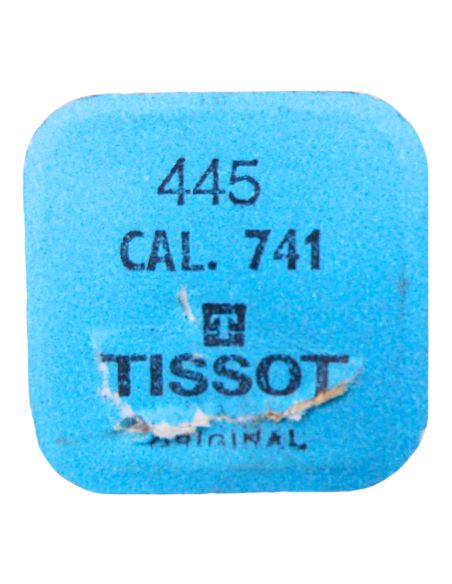 445
CAL. 741
TISSOT
ORIGINAL